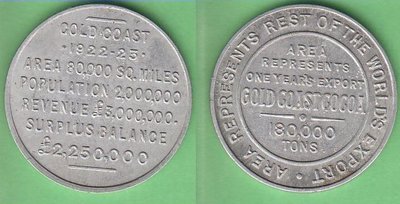 GOLD COAST
· 1922-23 ·
AREA 80,000 SQ. MILES
POPULATION 2,000,000
REVENUE £3,000,000.
SURPLUS BALANCE
£2,250,000
AREA REPRESENTS REST OF THE WORLDS EXPORT ·
AREA
REPRESENTS
ONE YEAR'S EXPORT
GOLD COAST COCOA
180,000
TONS.